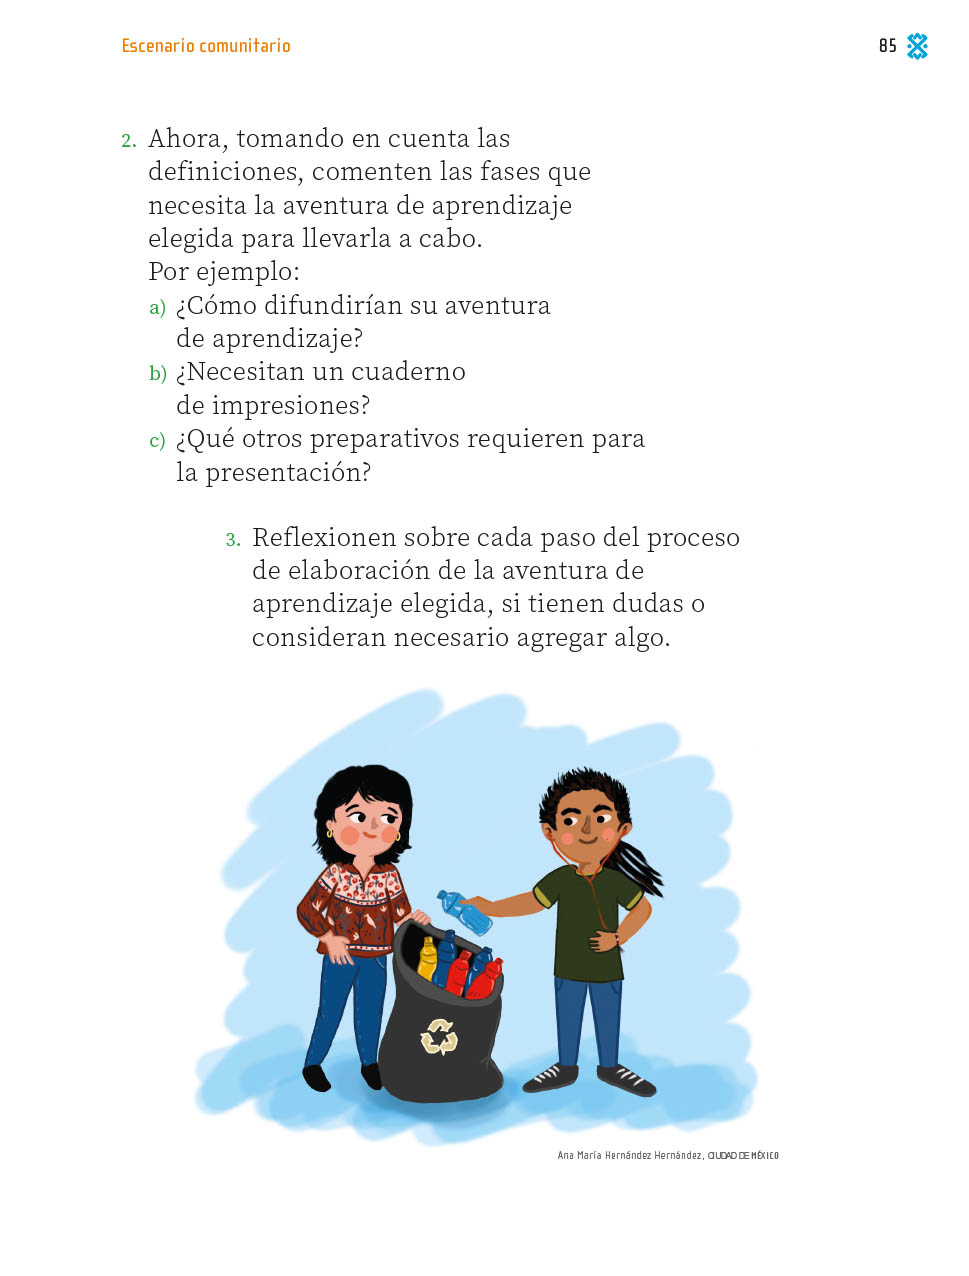 Escenario comunitario
85
2. Ahora, tomando en cuenta las
definiciones, comenten las fases que
necesita la aventura de aprendizaje
elegida para llevarla a cabo.
Por ejemplo:
a) ¿Cómo difundirían su aventura
de aprendizaje?
b) ¿Necesitan un cuaderno
de impresiones?
c) ¿Qué otros preparativos requieren para
la presentación?
3. Reflexionen sobre cada paso del proceso
de elaboración de la aventura de
aprendizaje elegida, si tienen dudas o
consideran necesario agregar algo.
Ana María Hernández Hernández, CIUDAD DE MÉXICO